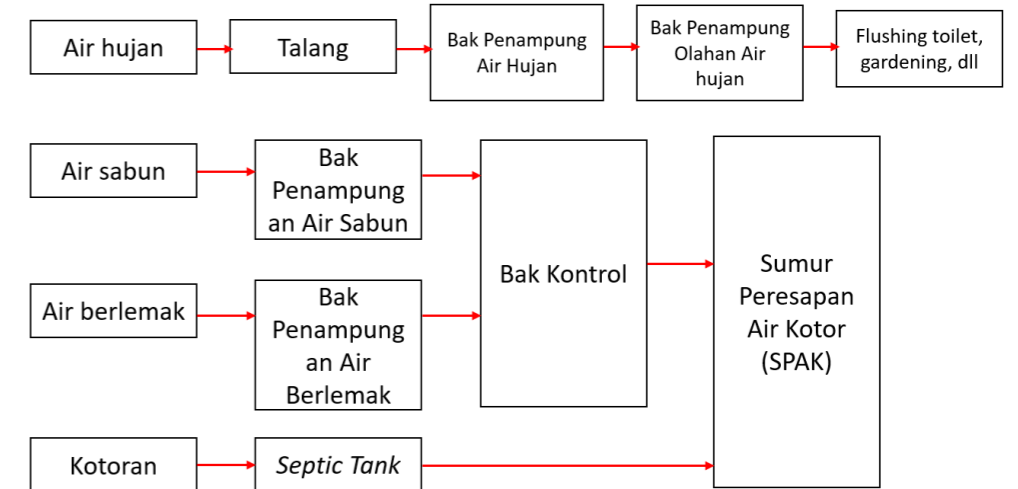 Air hujan
Talang
Bak Penampung
Air Hujan
Bak Penampung
Olahan Air
hujan
Flushing toilet,
gardening, dll
Air sabun
Bak
Penampung
an Air Sabun
Air berlemak
Bak
Penampung
an Air
Berlemak
Bak Kontrol
Sumur
Peresapan
Air Kotor
(SPAK)
Kotoran
Septic Tank